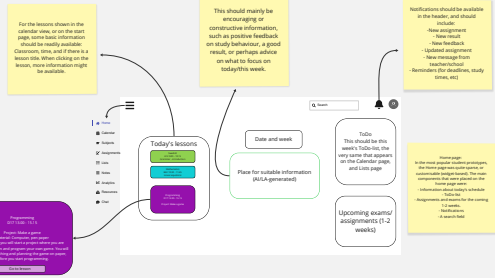 For the lessons shown in the
calendar view, or on the start
page, some basic information
should be readily available:
Classroom, time, and if there is a
lesson title. When clicking on the
lesson, more information might
be available.
This should mainly be
encouraging or
constructive information,
such as positive feedback
on study behaviour, a good
result, or perhaps advice
on what to focus on
today/this week.
Notifications should be available
in the header, and should
include:
-New assignment
- New result
- New feedback
- Updated assignment
- New message from
teacher/school
- Reminders (for deadlines, study
times, etc)
Search
Home
Calendar
Subjects
Assignments
Lists
Notes
Analytics
Resources
Chat
Today's lessons
Programming
Date and week
Place for suitable information
(AI/LA-generated)
ToDo
This should be this
week's ToDo-list, the
very same that appears
on the Calendar page,
and Lists page
Upcoming exams/
assignments (1-2
weeks)
Home page:
In the most popular student prototypes,
the Home page was quite sparse, or
customisable (widget-based). The main
components that were placed on the
home page were:
- Information about today's schedule
- ToDo-list
- Assignments and exams for the coming
1-2 weeks
- Notifications
- A search field
Programming
Project: Make a game
Go to lesson